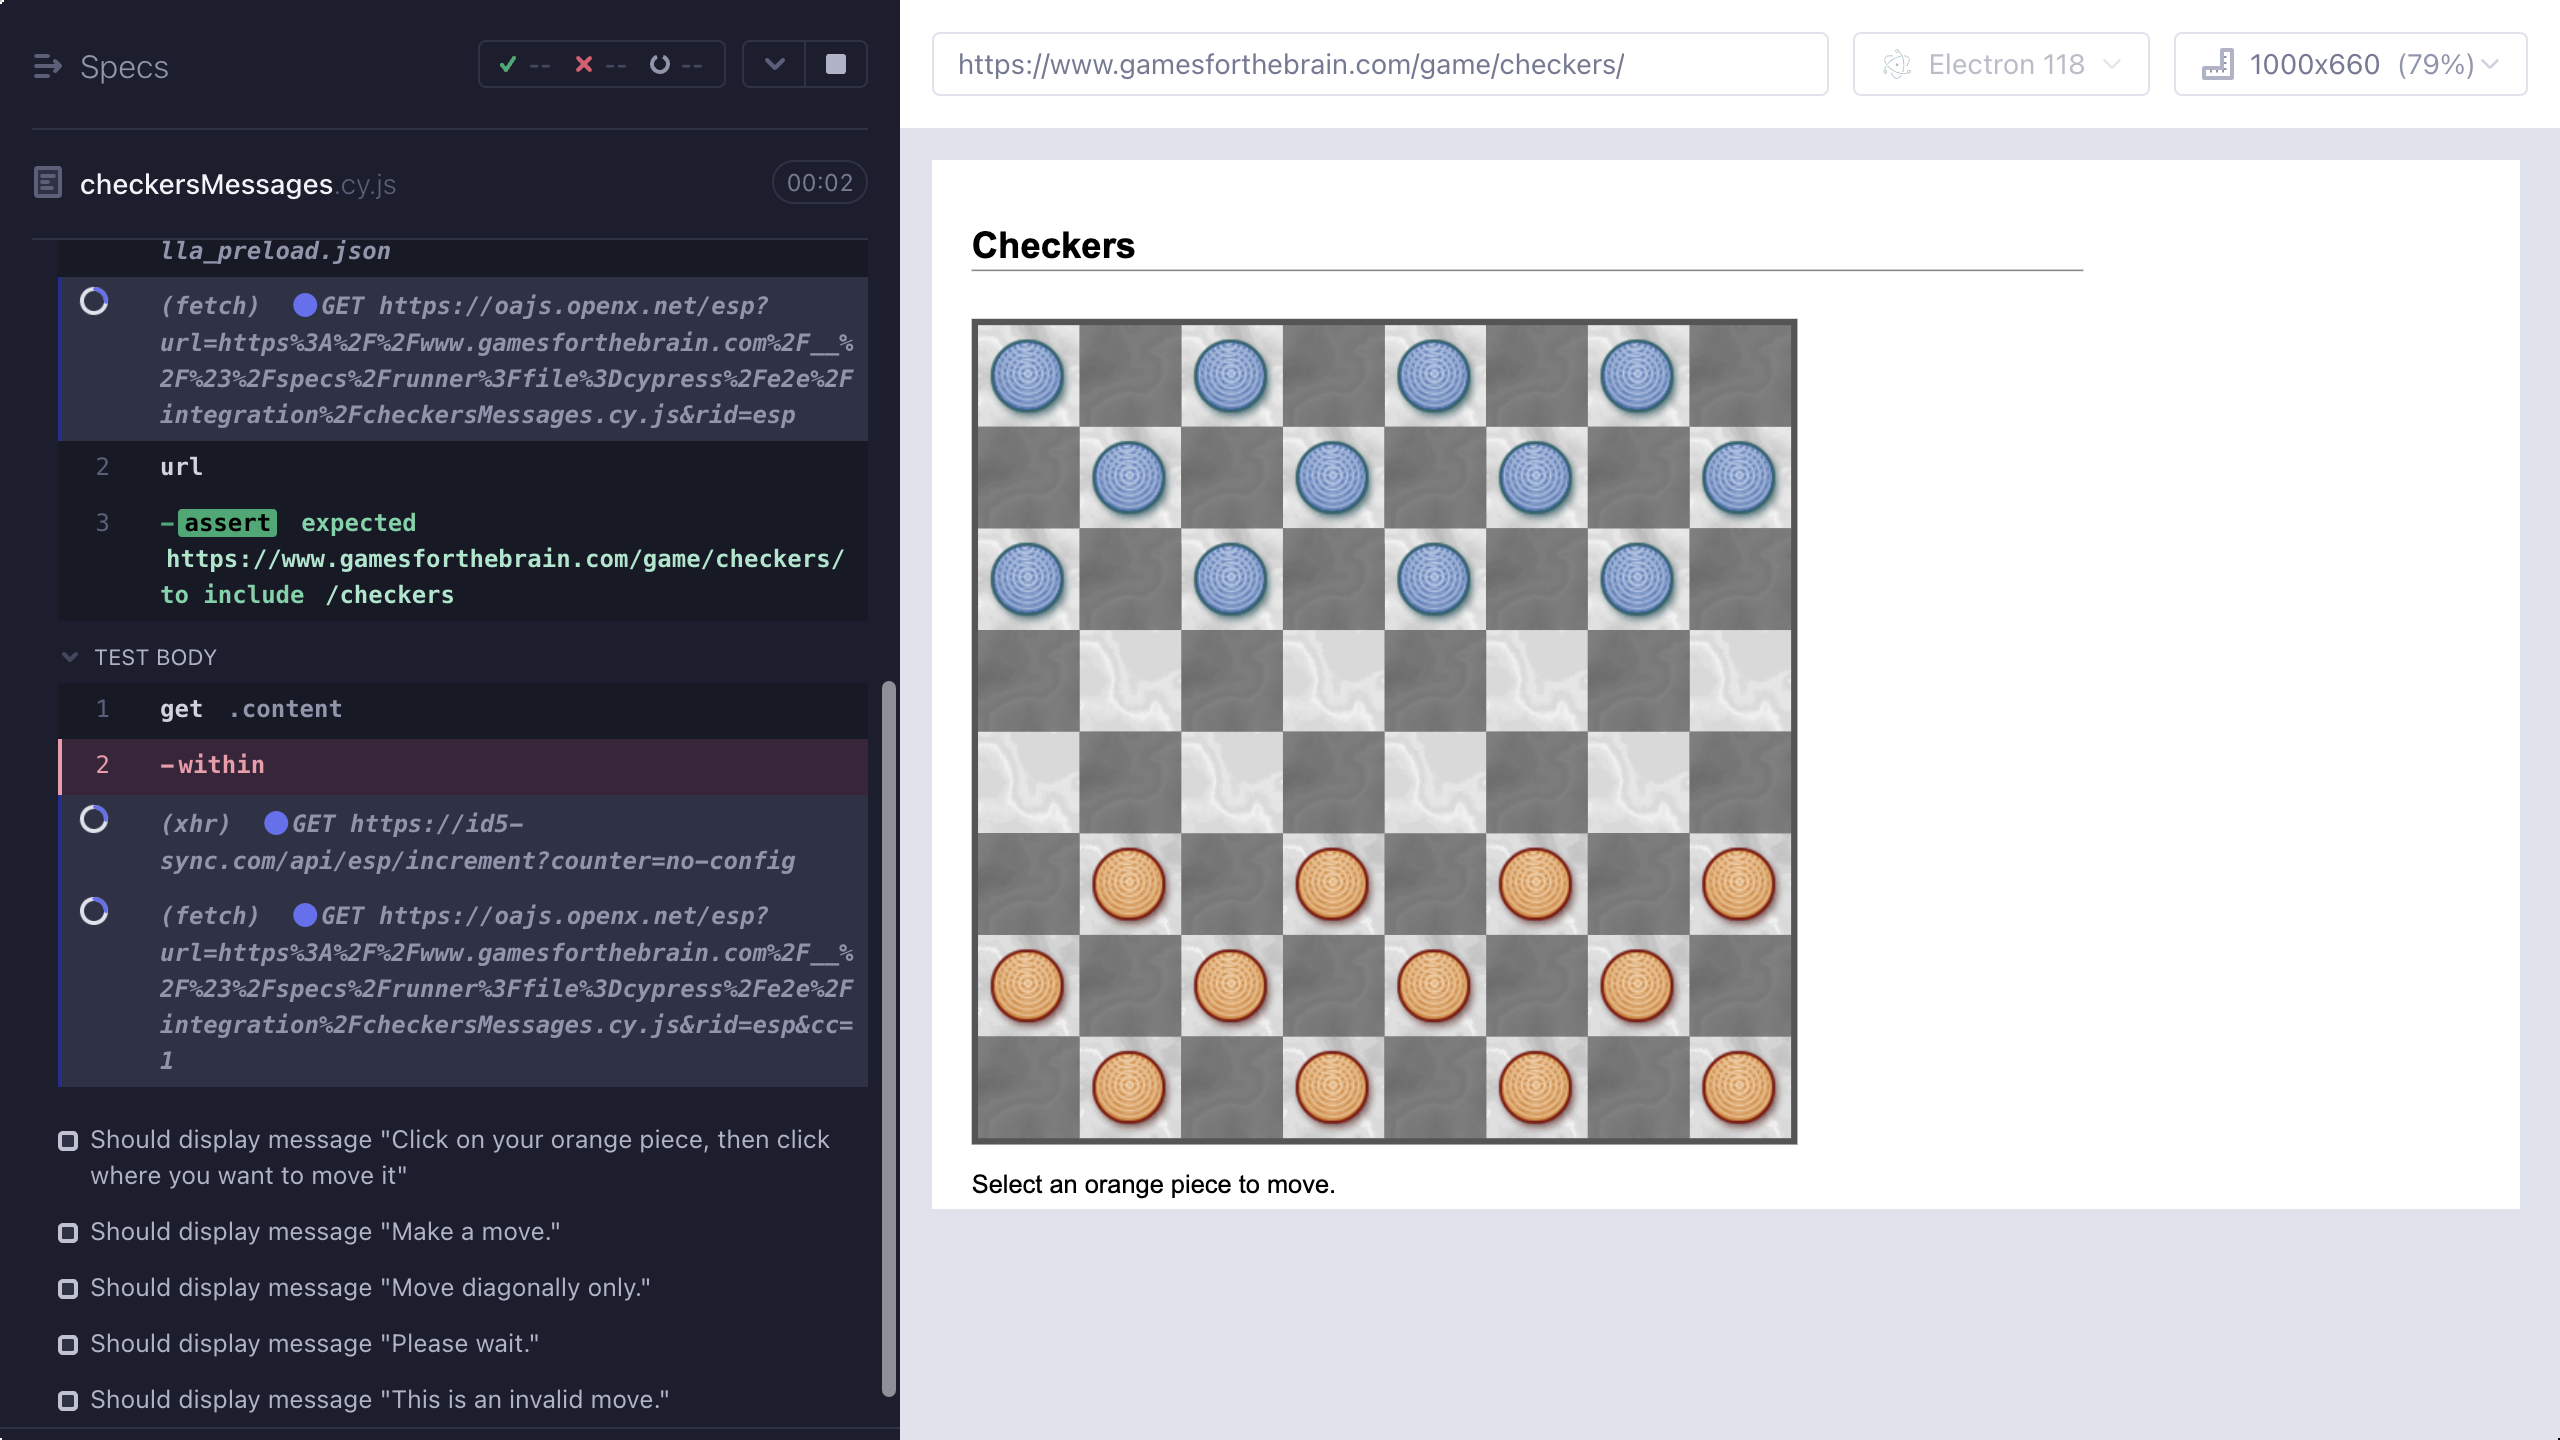 Specs
-- -- --
checkersMessages.cy.js
00:02
lla_preload.json
(fetch) GET https://oajs.openx.net/esp?
url=https%3A%2F%2Fwww.gamesforthebrain.com%2F__%
2F%23%2Fspecs%2Frunner%3Ffile%3Dcypress%2Fe2e%2F
integration%2FcheckersMessages.cy.js&rid=esp
2 url
3 -assert expected
https://www.gamesforthebrain.com/game/checkers/
to include /checkers
TEST BODY
1 get .content
2 -within
(xhr) GET https://id5-
sync.com/api/esp/increment?counter=no-config
(fetch) GET https://oajs.openx.net/esp?
url=https%3A%2F%2Fwww.gamesforthebrain.com%2F__%
2F%23%2Fspecs%2Frunner%3Ffile%3Dcypress%2Fe2e%2F
integration%2FcheckersMessages.cy.js&rid=esp&cc=
1
Should display message "Click on your orange piece, then click
where you want to move it"
Should display message "Make a move."
Should display message "Move diagonally only."
Should display message "Please wait."
Should display message "This is an invalid move."
https://www.gamesforthebrain.com/game/checkers/
Electron 118
1000x660 (79%)
Checkers
Select an orange piece to move.